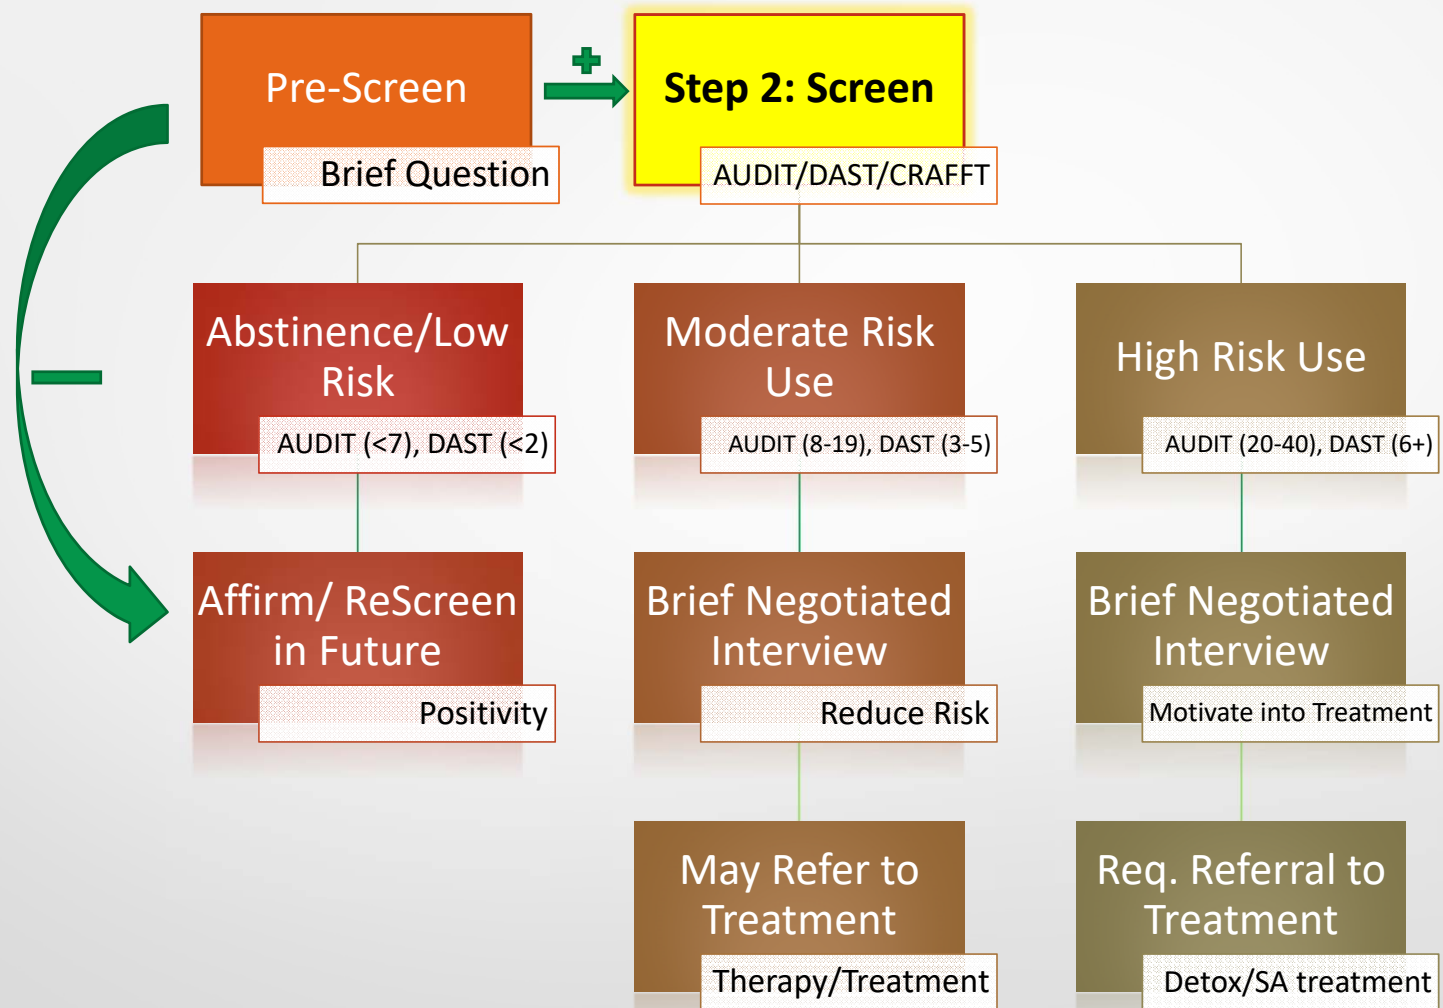 Pre-Screen
Brief Question
Step 2: Screen
AUDIT/DAST/CRAFFT
Abstinence/Low
Risk
AUDIT (<7), DAST (<2)
Moderate Risk
Use
AUDIT (8-19), DAST (3-5)
High Risk Use
AUDIT (20-40), DAST (6+)
Affirm/ ReScreen
in Future
Positivity
Brief Negotiated
Interview
Reduce Risk
Brief Negotiated
Interview
Motivate into Treatment
May Refer to
Treatment
Therapy/Treatment
Req. Referral to
Treatment
Detox/SA treatment